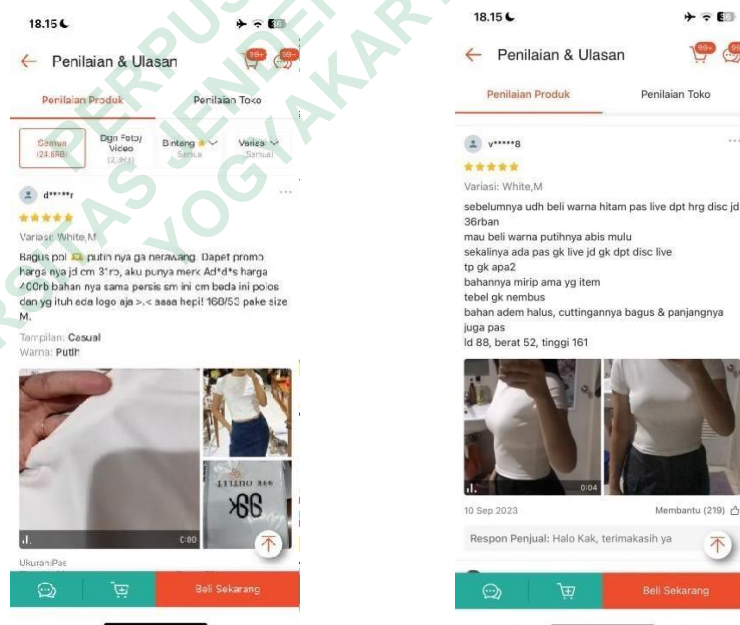 18.15
Penilaian & Ulasan
99+
Penilaian Produk
Penilaian Toko
Semua
Dgn Foto/
Video
Bintang
Semua
Variasi
Semua
d*****r
Variasi: White,M
Bagus pol putih nya ga nerawang. Dapet promo
harga nya jd cm 31rb, aku punya merk Ad*d*s harga
400rb bahan nya sama persis sm ini cm beda ini polos
dan yg ituh ada logo aja >.< aaaa hepi! 168/53 pake size
M.
Tampilan: Casual
Warna: Putih
0:00
Ukuran:Pas
Beli Sekarang
18.15
Penilaian & Ulasan
99+
Penilaian Produk
Penilaian Toko
v*****8
Variasi: White,M
sebelumnya udh beli warna hitam pas live dpt hrg disc jd
36rban
mau beli warna putihnya abis mulu
sekalinya ada pas gk live jd gk dpt disc live
tp gk apa2
bahannya mirip ama yg item
tebel gk nembus
bahan adem halus, cuttingannya bagus & panjangnya
juga pas
ld 88, berat 52, tinggi 161
0:04
10 Sep 2023
Membantu (219)
Respon Penjual: Halo Kak, terimakasih ya
Beli Sekarang